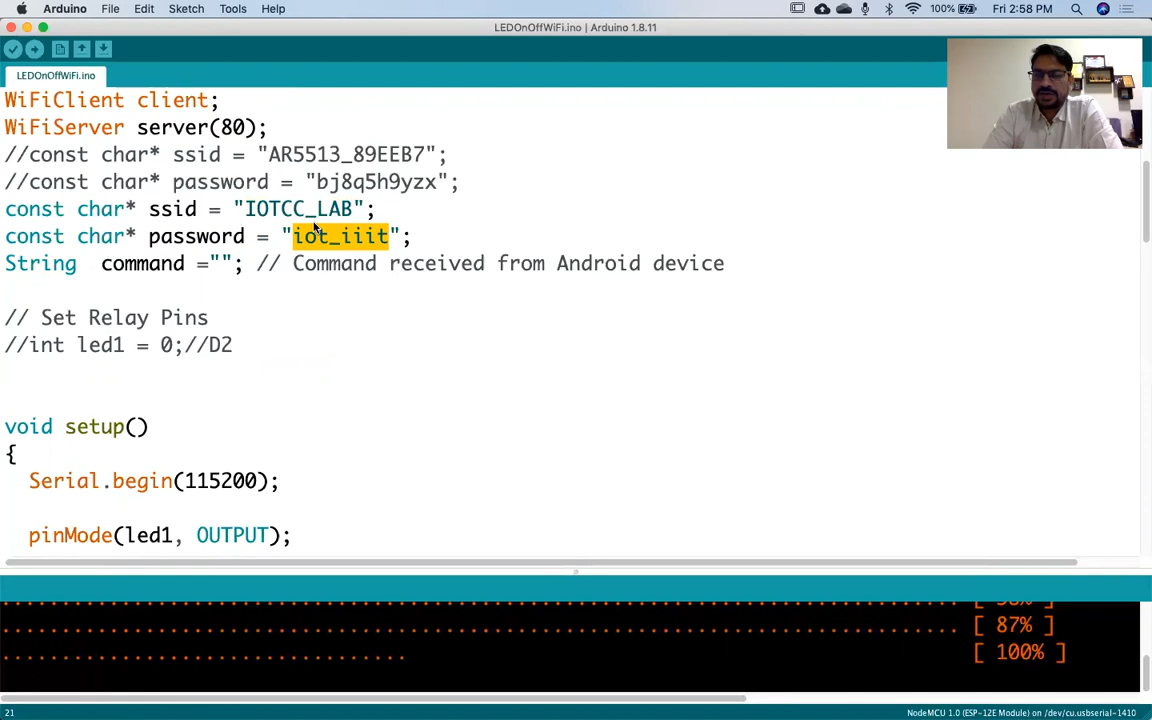 Arduino File Edit Sketch Tools Help 100% Fri 2:58 PM
LEDOnOffWiFi.ino | Arduino 1.8.11
LEDOnOffWiFi.ino
WiFiClient client;
WiFiServer server(80);
//const char* ssid = "AR5513_89EEB7";
//const char* password = "bj8q5h9yzx";
const char* ssid = "IOTCC_LAB";
const char* password = "iot_iiit";
String  command =""; // Command received from Android device
// Set Relay Pins
//int led1 = 0;//D2
void setup()
{
Serial.begin(115200);
pinMode(led1, OUTPUT);
[ 87% ]
[ 100% ]
21 NodeMCU 1.0 (ESP-12E Module) on /dev/cu.usbserial-1410